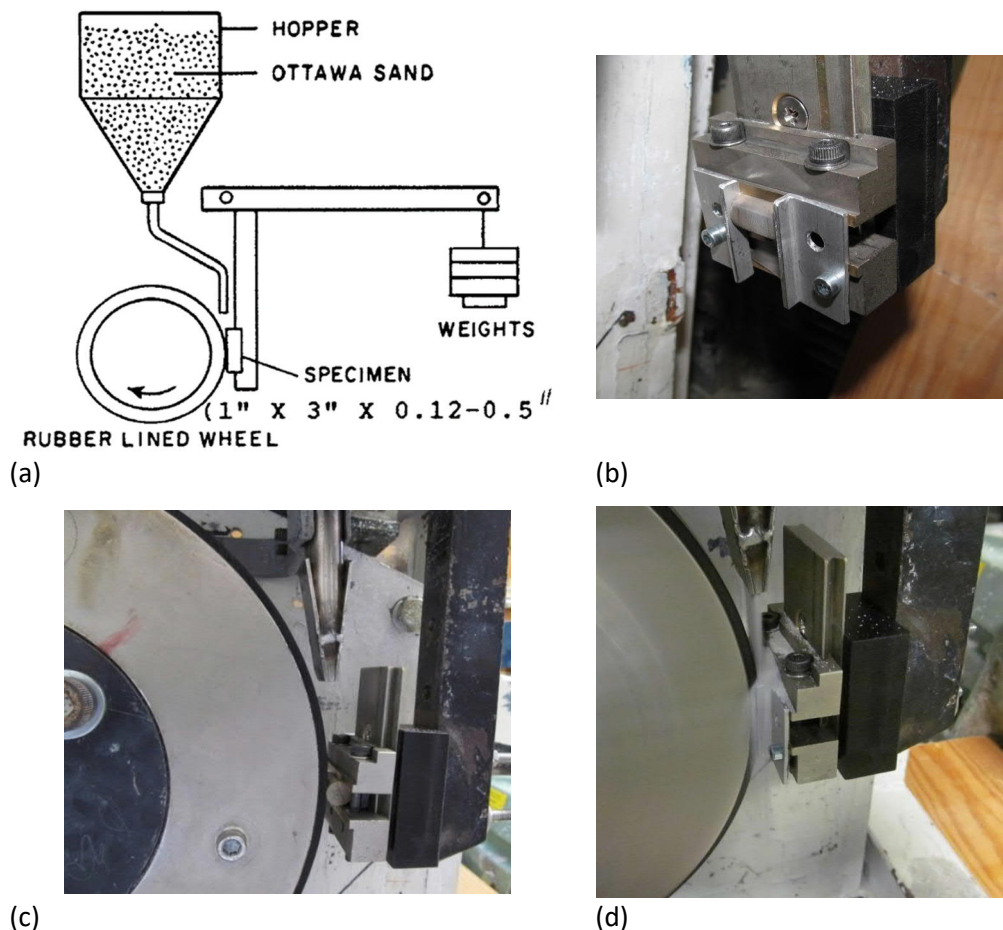 HOPPER
OTTAWA SAND
WEIGHTS
SPECIMEN
(1" X 3" X 0.12-0.5"
RUBBER LINED WHEEL
(a)
(b)
(c)
(d)